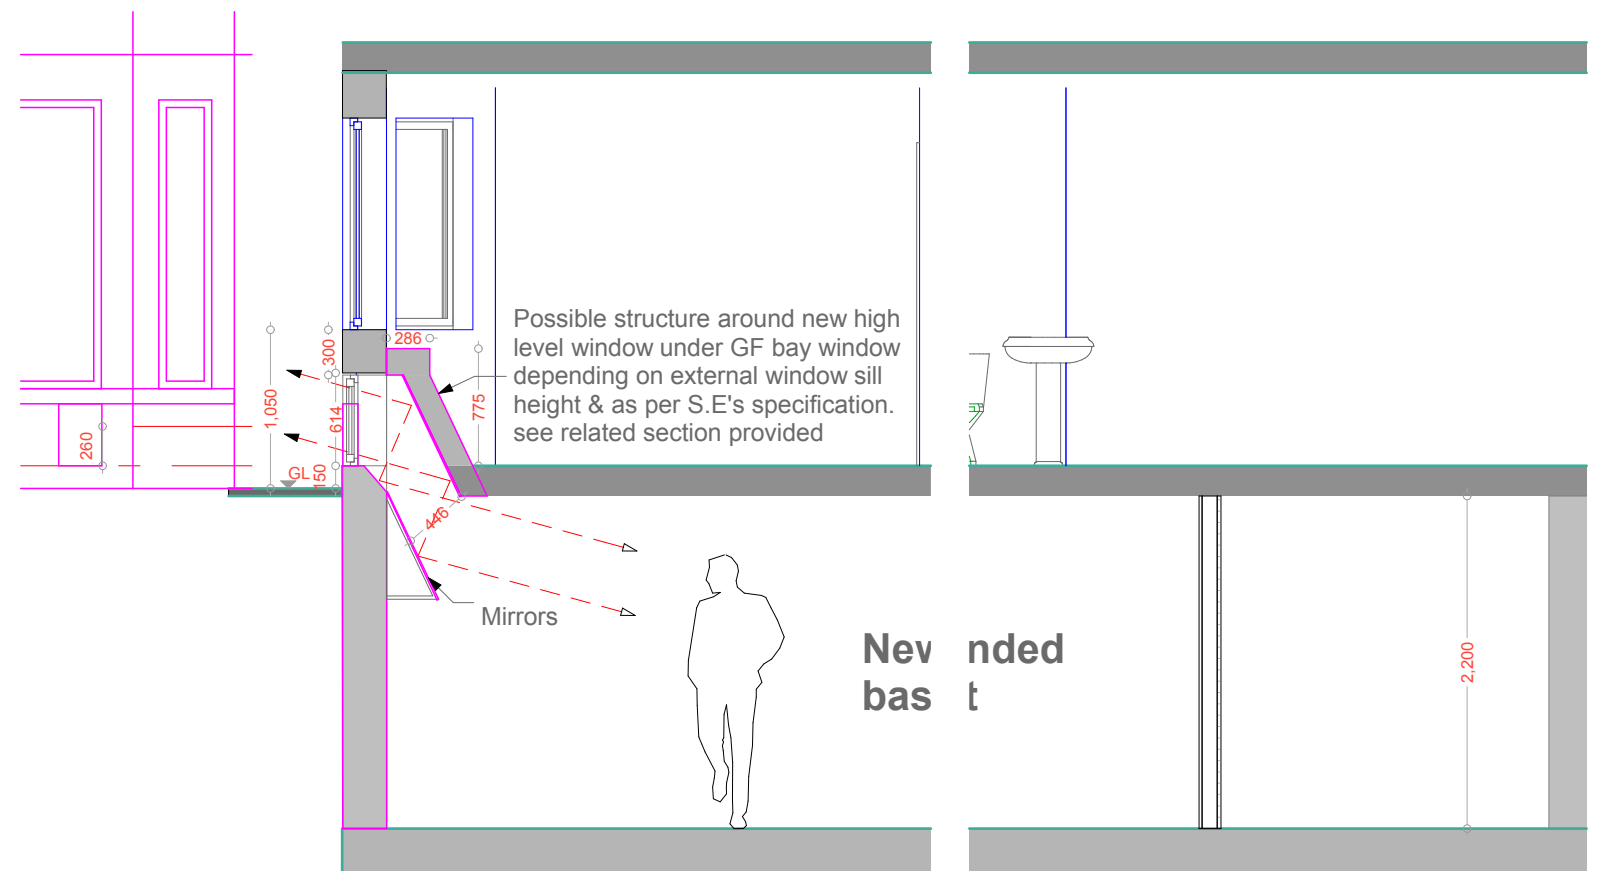 Possible structure around new high
level window under GF bay window
depending on external window sill
height & as per S.E's specification.
see related section provided
286
300
1,050
614
775
260
GL
150
446
Mirrors
New nded
bas t
2,200